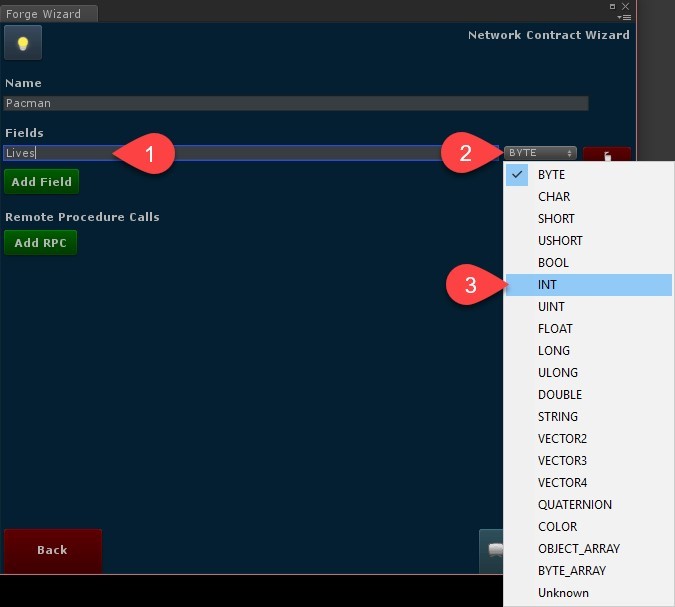 Forge Wizard
Network Contract Wizard
Name
Pacman
Fields
Lives
1
2
BYTE
Add Field
Remote Procedure Calls
Add RPC
3
BYTE
CHAR
SHORT
USHORT
BOOL
INT
UINT
FLOAT
LONG
ULONG
DOUBLE
STRING
VECTOR2
VECTOR3
VECTOR4
QUATERNION
COLOR
OBJECT_ARRAY
BYTE_ARRAY
Unknown
Back